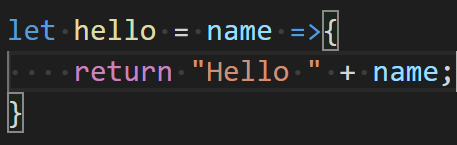 let hello = name =>{
    return "Hello " + name;
}